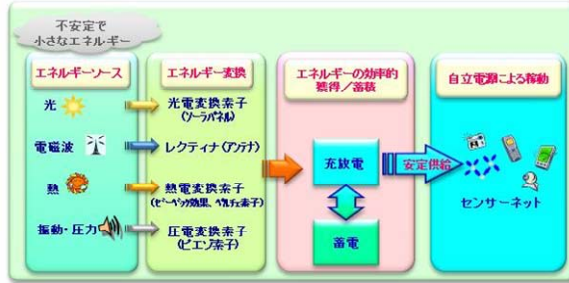 不安定で
小さなエネルギー
エネルギーソース
エネルギー変換
エネルギーの効率的
獲得／蓄積
自立電源による稼動
光
光電変換素子
(ソーラパネル)
電磁波
レクティナ(アンテナ)
熱
熱電変換素子
(ゼーベック効果、ペルチェ素子)
振動・圧力
圧電変換素子
(ピエゾ素子)
充放電
蓄電
安定供給
センサーネット